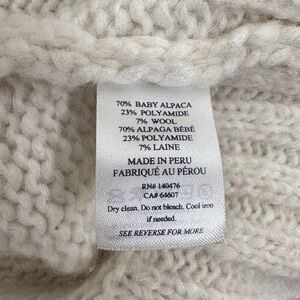 70% BABY ALPACA
23% POLYAMIDE
7% WOOL
70% ALPAGA BÉBÉ
23% POLYAMIDE
7% LAINE
MADE IN PERU
FABRIQUÉ AU PÉROU
RN# 140476
CA# 64607
Dry clean. Do not bleach. Cool iron
if needed.
SEE REVERSE FOR MORE